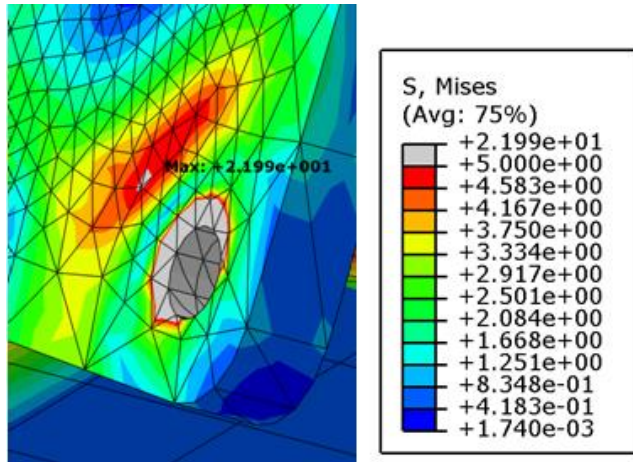 Max: +2.199e+001
S, Mises
(Avg: 75%)
+2.199e+01
+5.000e+00
+4.583e+00
+4.167e+00
+3.750e+00
+3.334e+00
+2.917e+00
+2.501e+00
+2.084e+00
+1.668e+00
+1.251e+00
+8.348e-01
+4.183e-01
+1.740e-03